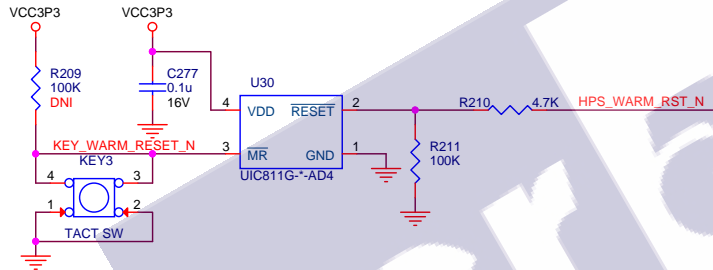 VCC3P3
VCC3P3
R209
100K
DNI
C277
0.1u
16V
U30
4
VDD
RESET
2
R210
4.7K
HPS_WARM_RST_N
KEY_WARM_RESET_N
3
MR
GND
1
R211
100K
UIC811G-*-AD4
KEY3
4
3
1
2
TACT SW